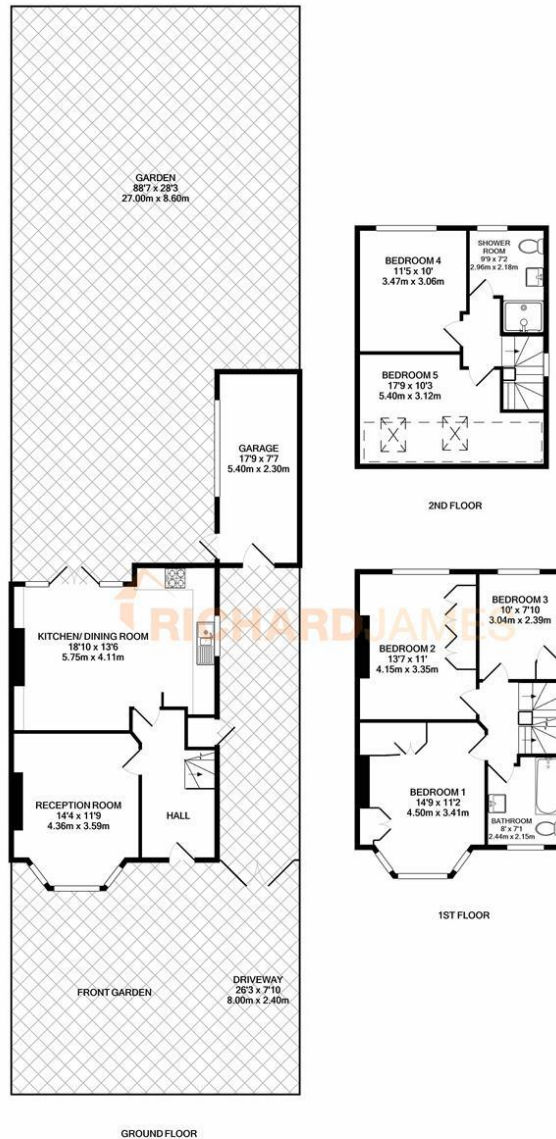 GARDEN
88'7 x 28'3
27.00m x 8.60m
GARAGE
17'9 x 7'7
5.40m x 2.30m
KITCHEN/ DINING ROOM
18'10 x 13'6
5.75m x 4.11m
RECEPTION ROOM
14'4 x 11'9
4.36m x 3.59m
HALL
FRONT GARDEN
DRIVEWAY
26'3 x 7'10
8.00m x 2.40m
GROUND FLOOR
BEDROOM 4
11'5 x 10'
3.47m x 3.06m
SHOWER
ROOM
9'9 x 7'2
2.96m x 2.18m
BEDROOM 5
17'9 x 10'3
5.40m x 3.12m
2ND FLOOR
BEDROOM 3
10' x 7'10
3.04m x 2.39m
BEDROOM 2
13'7 x 11'
4.15m x 3.35m
BEDROOM 1
14'9 x 11'2
4.50m x 3.41m
BATHROOM
8' x 7'1
2.44m x 2.15m
1ST FLOOR
RICHARDJAMES